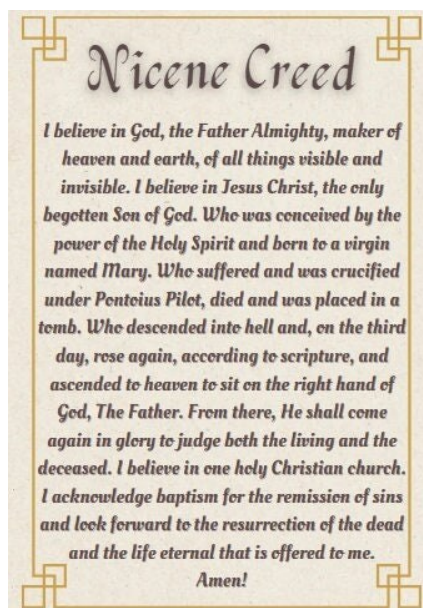 Nicene Creed
I believe in God, the Father Almighty, maker of
heaven and earth, of all things visible and
invisible. I believe in Jesus Christ, the only
begotten Son of God. Who was conceived by the
power of the Holy Spirit and born to a virgin
named Mary. Who suffered and was crucified
under Pontoius Pilot, died and was placed in a
tomb. Who descended into hell and, on the third
day, rose again, according to scripture, and
ascended to heaven to sit on the right hand of
God, The Father. From there, He shall come
again in glory to judge both the living and the
deceased. I believe in one holy Christian church.
I acknowledge baptism for the remission of sins
and look forward to the resurrection of the dead
and the life eternal that is offered to me.
Amen!